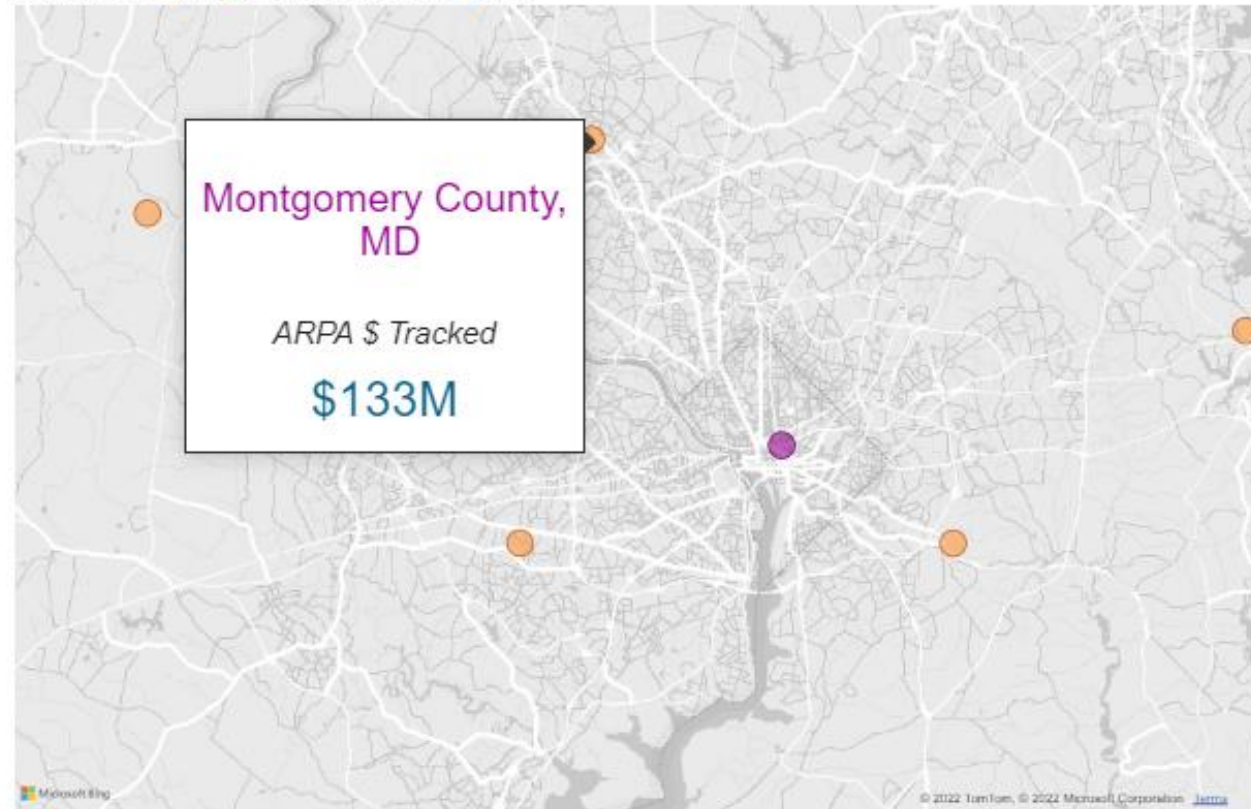 Montgomery County,
MD
ARPA $ Tracked
$133M
Microsoft Bing
© 2022 TomTom, © 2022 Microsoft Corporation Terms